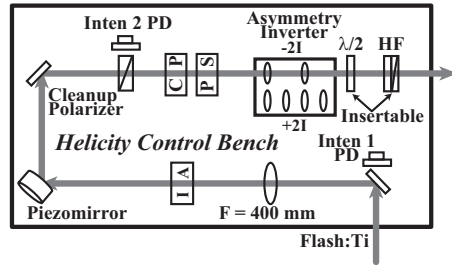 Inten 2 PD
Asymmetry
Inverter
-2I
λ/2
HF
C P
P S
Cleanup
Polarizer
Insertable
+2I
Helicity Control Bench
Inten 1
PD
I A
Piezomirror
F = 400 mm
Flash:Ti